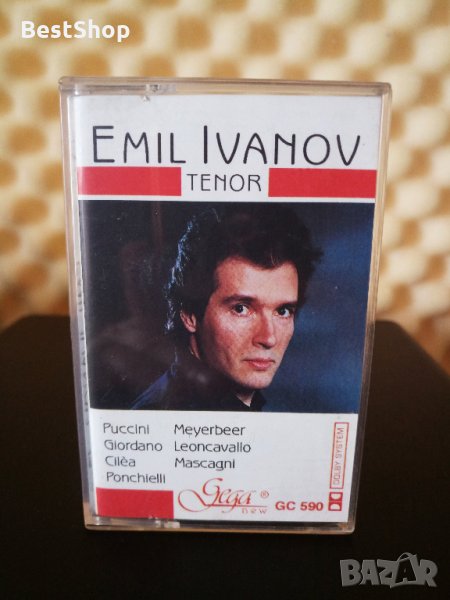 BestShop
EMIL IVANOV
TENOR
Puccini Meyerbeer
Giordano Leoncavallo
Cilèa Mascagni
Ponchielli
Gega ®
new
GC 590
DOLBY SYSTEM
BAZAR